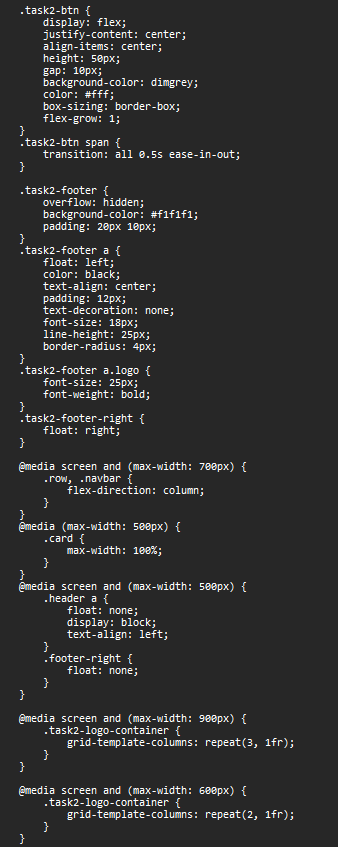 .task2-btn {
    display: flex;
    justify-content: center;
    align-items: center;
    height: 50px;
    gap: 10px;
    background-color: dimgrey;
    color: #fff;
    box-sizing: border-box;
    flex-grow: 1;
}
.task2-btn span {
    transition: all 0.5s ease-in-out;
}

.task2-footer {
    overflow: hidden;
    background-color: #f1f1f1;
    padding: 20px 10px;
}
.task2-footer a {
    float: left;
    color: black;
    text-align: center;
    padding: 12px;
    text-decoration: none;
    font-size: 18px;
    line-height: 25px;
    border-radius: 4px;
}
.task2-footer a.logo {
    font-size: 25px;
    font-weight: bold;
}
.task2-footer-right {
    float: right;
}

@media screen and (max-width: 700px) {
    .row, .navbar {
        flex-direction: column;
    }
}
@media (max-width: 500px) {
    .card {
        max-width: 100%;
    }
}
@media screen and (max-width: 500px) {
    .header a {
        float: none;
        display: block;
        text-align: left;
    }
    .footer-right {
        float: none;
    }
}

@media screen and (max-width: 900px) {
    .task2-logo-container {
        grid-template-columns: repeat(3, 1fr);
    }
}

@media screen and (max-width: 600px) {
    .task2-logo-container {
        grid-template-columns: repeat(2, 1fr);
    }
}